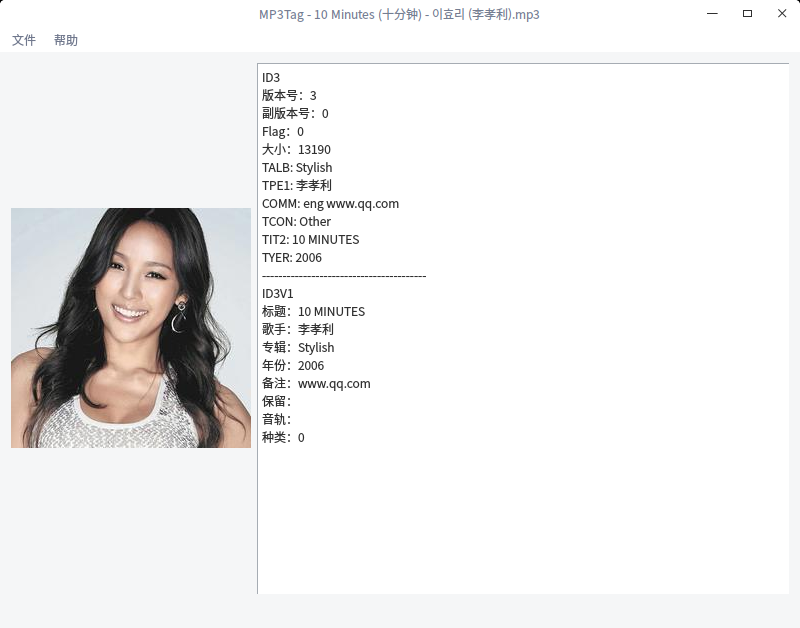 MP3Tag - 10 Minutes (十分钟) - 이효리 (李孝利).mp3
文件 帮助
ID3
版本号：3
副版本号：0
Flag：0
大小：13190
TALB: Stylish
TPE1: 李孝利
COMM: eng www.qq.com
TCON: Other
TIT2: 10 MINUTES
TYER: 2006
----------------------------------------
ID3V1
标题：10 MINUTES
歌手：李孝利
专辑：Stylish
年份：2006
备注：www.qq.com
保留：
音轨：
种类：0